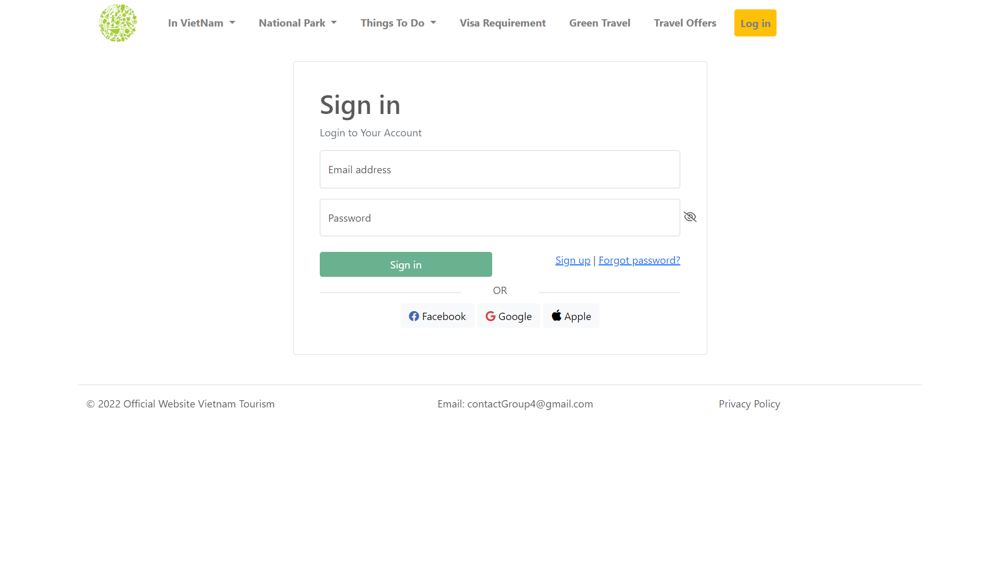 In VietNam National Park Things To Do Visa Requirement Green Travel Travel Offers Log in
Sign in
Login to Your Account
Email address
Password
Sign in Sign up | Forgot password?
OR
Facebook Google Apple
© 2022 Official Website Vietnam Tourism Email: contactGroup4@gmail.com Privacy Policy